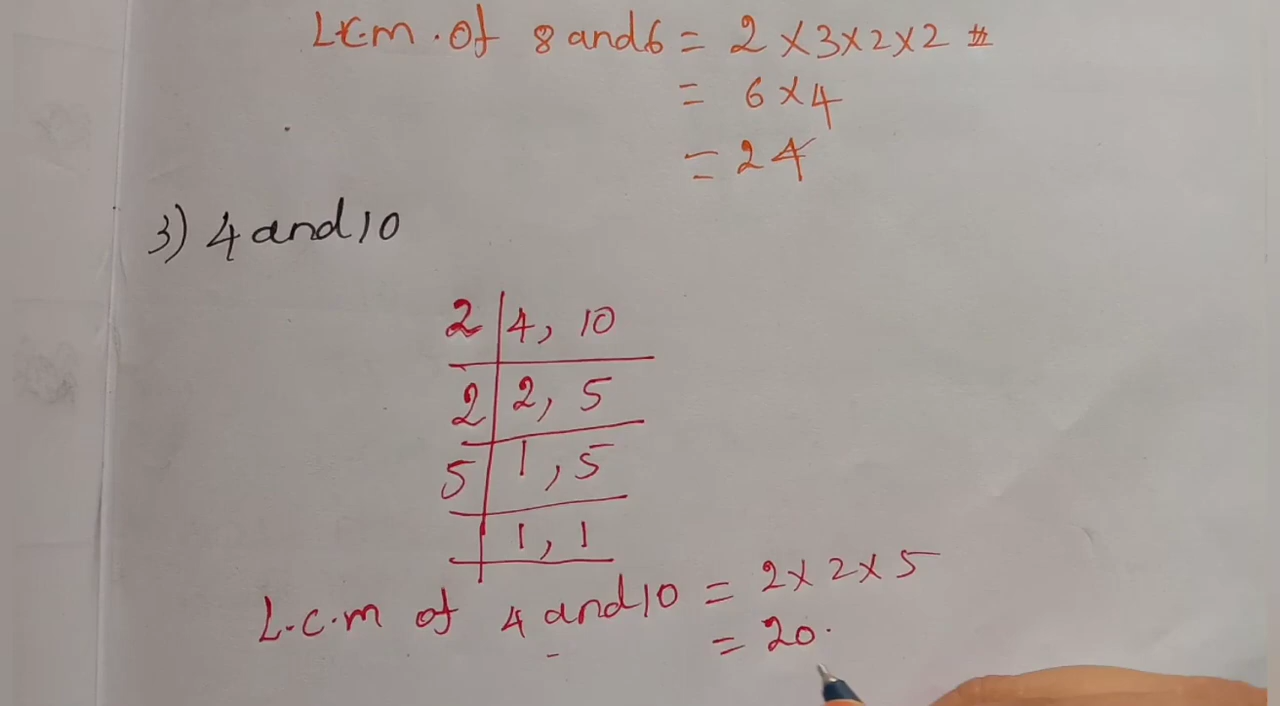 L.C.m. of 8 and 6 = 2 × 3 × 2 × 2
= 6 × 4
= 24
3) 4 and 10
2 | 4, 10
2 | 2, 5
5 | 1, 5
| 1, 1
L.c.m of 4 and 10 = 2 × 2 × 5
= 20.